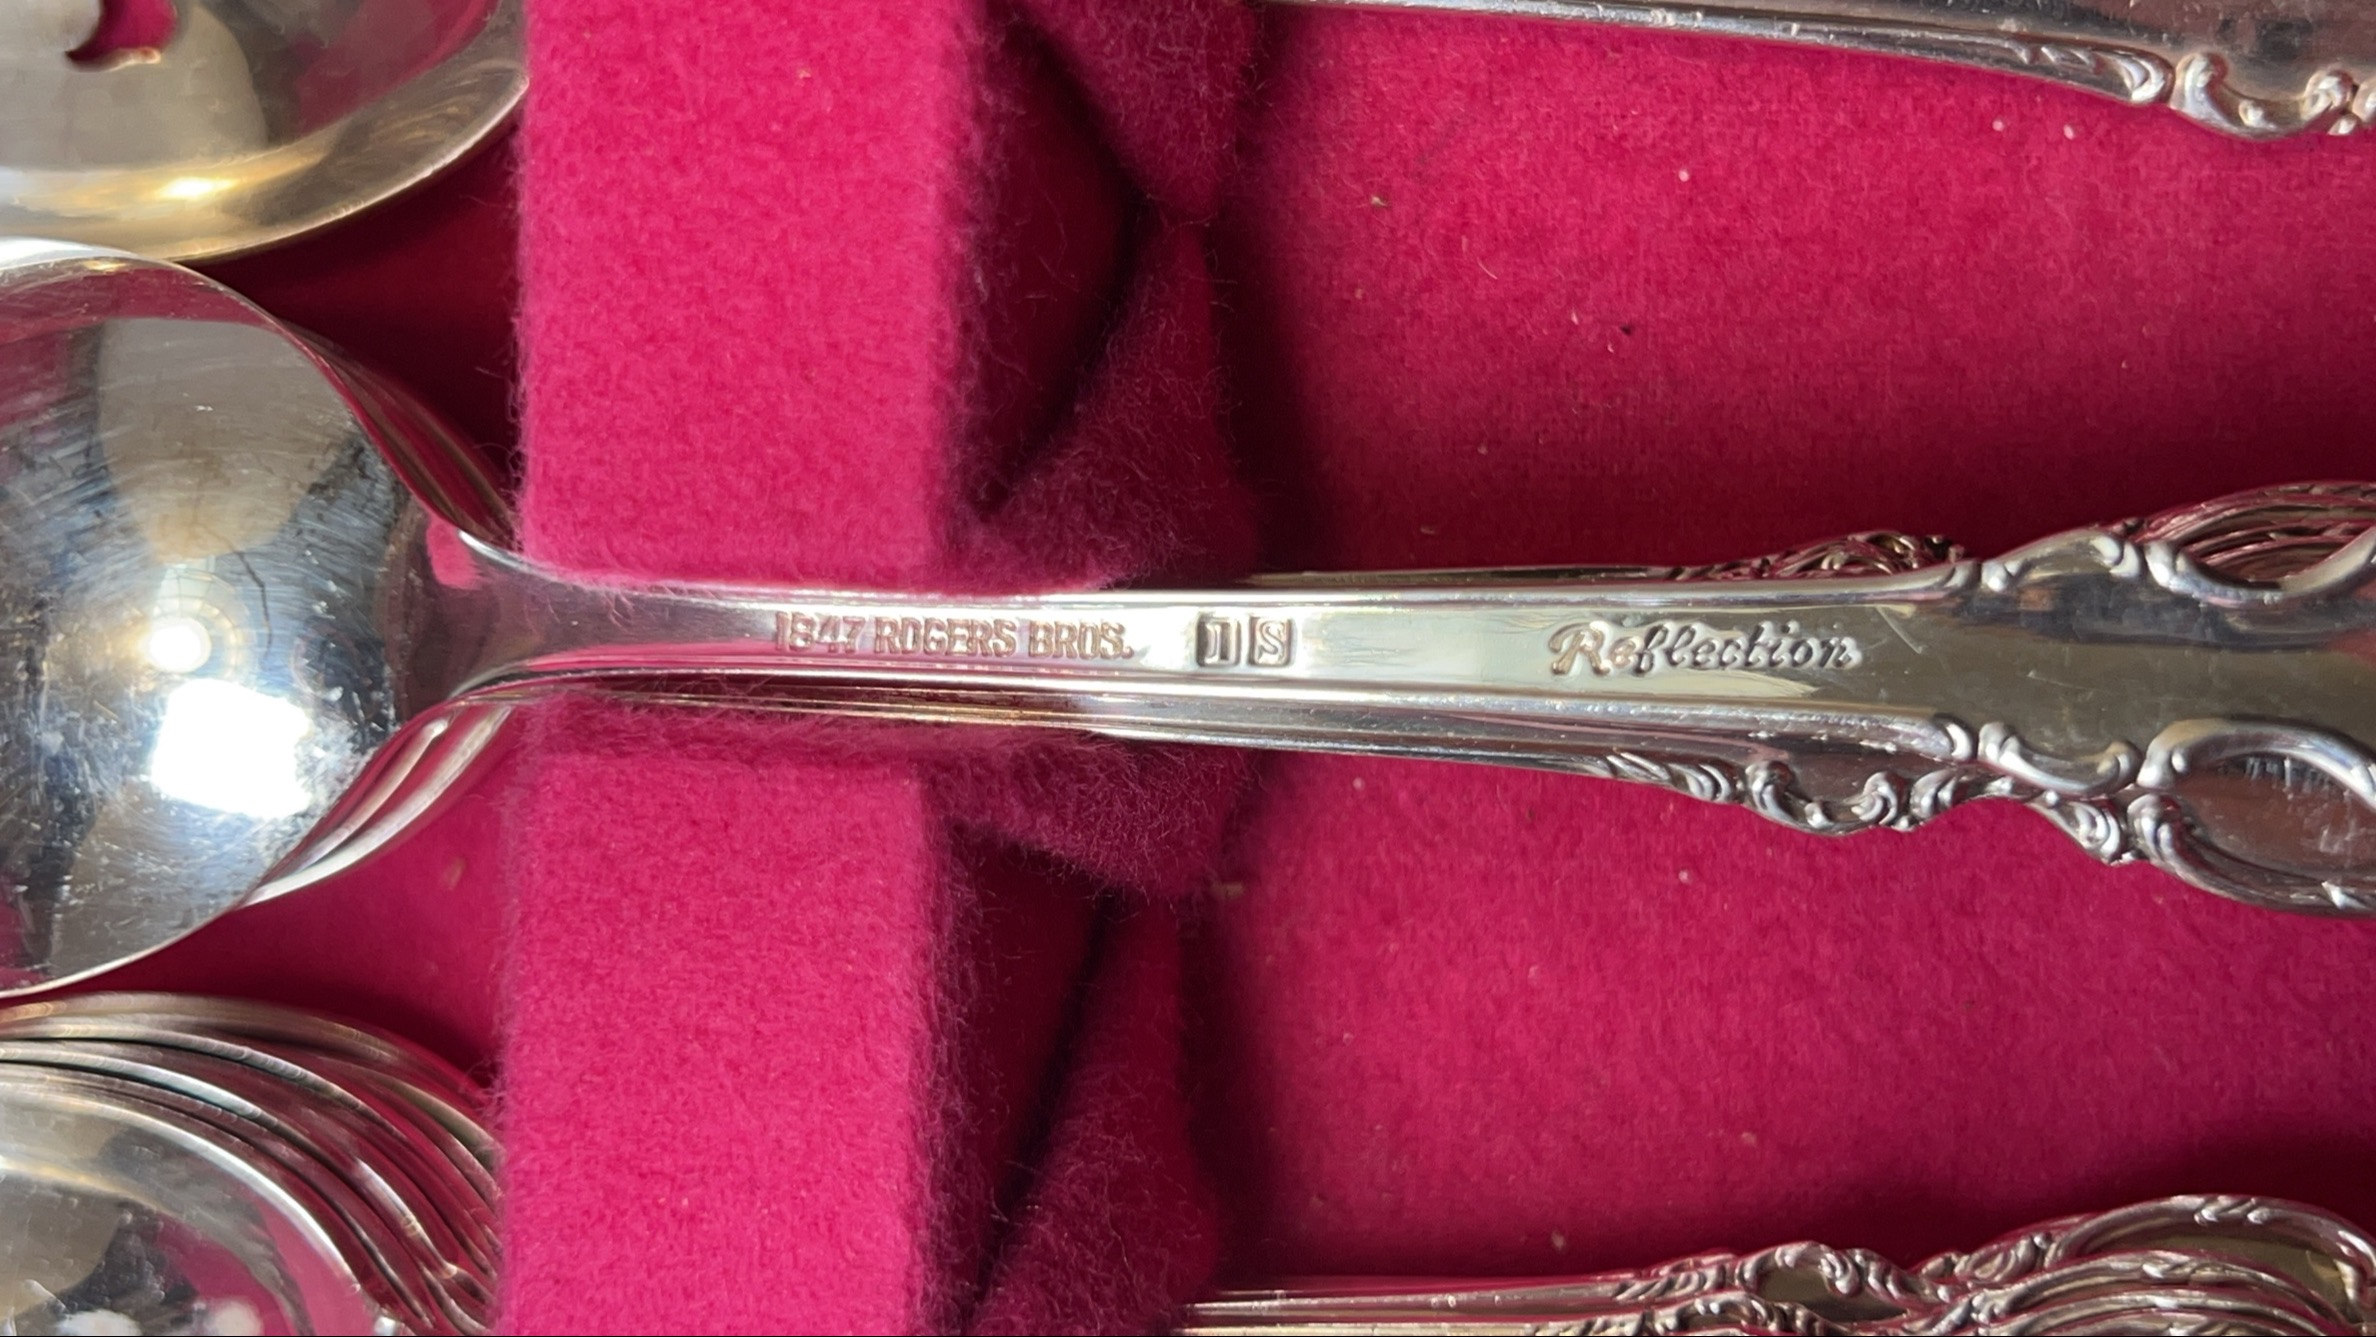 1847 ROGERS BROS. IS Reflection